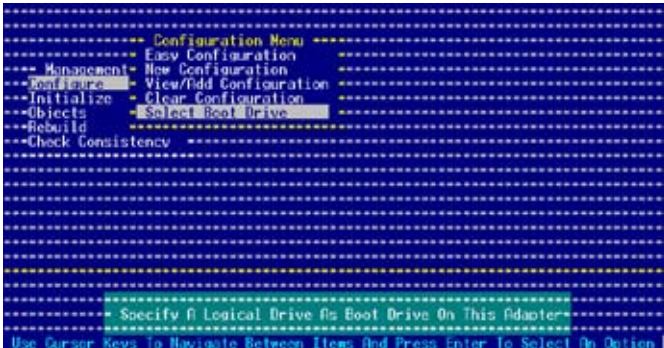 Configuration Menu
Easy Configuration
Management
New Configuration
Configure
View/Add Configuration
Initialize
Clear Configuration
Objects
Select Boot Drive
Rebuild
Check Consistency
Specify A Logical Drive As Boot Drive On This Adapter
Use Cursor Keys To Navigate Between Items And Press Enter To Select An Option